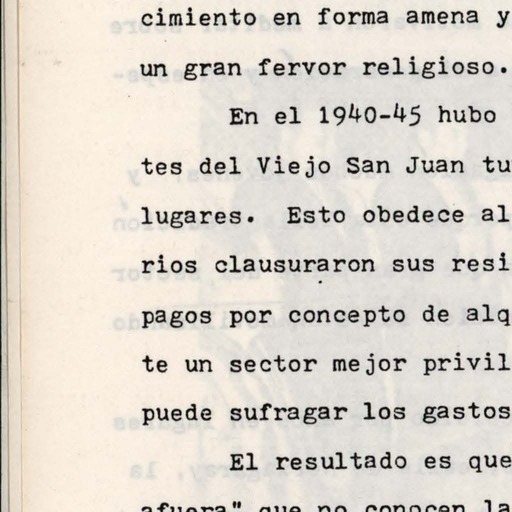 cimiento en forma amena y
un gran fervor religioso.
En el 1940-45 hubo
tes del Viejo San Juan tu
lugares. Esto obedece al
rios clausuraron sus resi
pagos por concepto de alq
te un sector mejor privil
puede sufragar los gastos
El resultado es que
afuera" que no conocen la